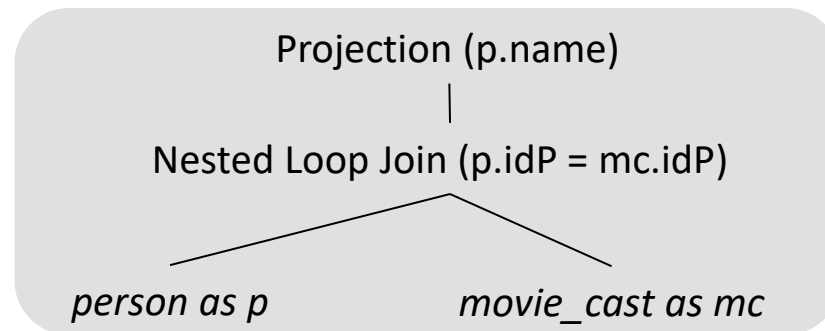 Projection (p.name)
Nested Loop Join (p.idP = mc.idP)
person as p movie_cast as mc